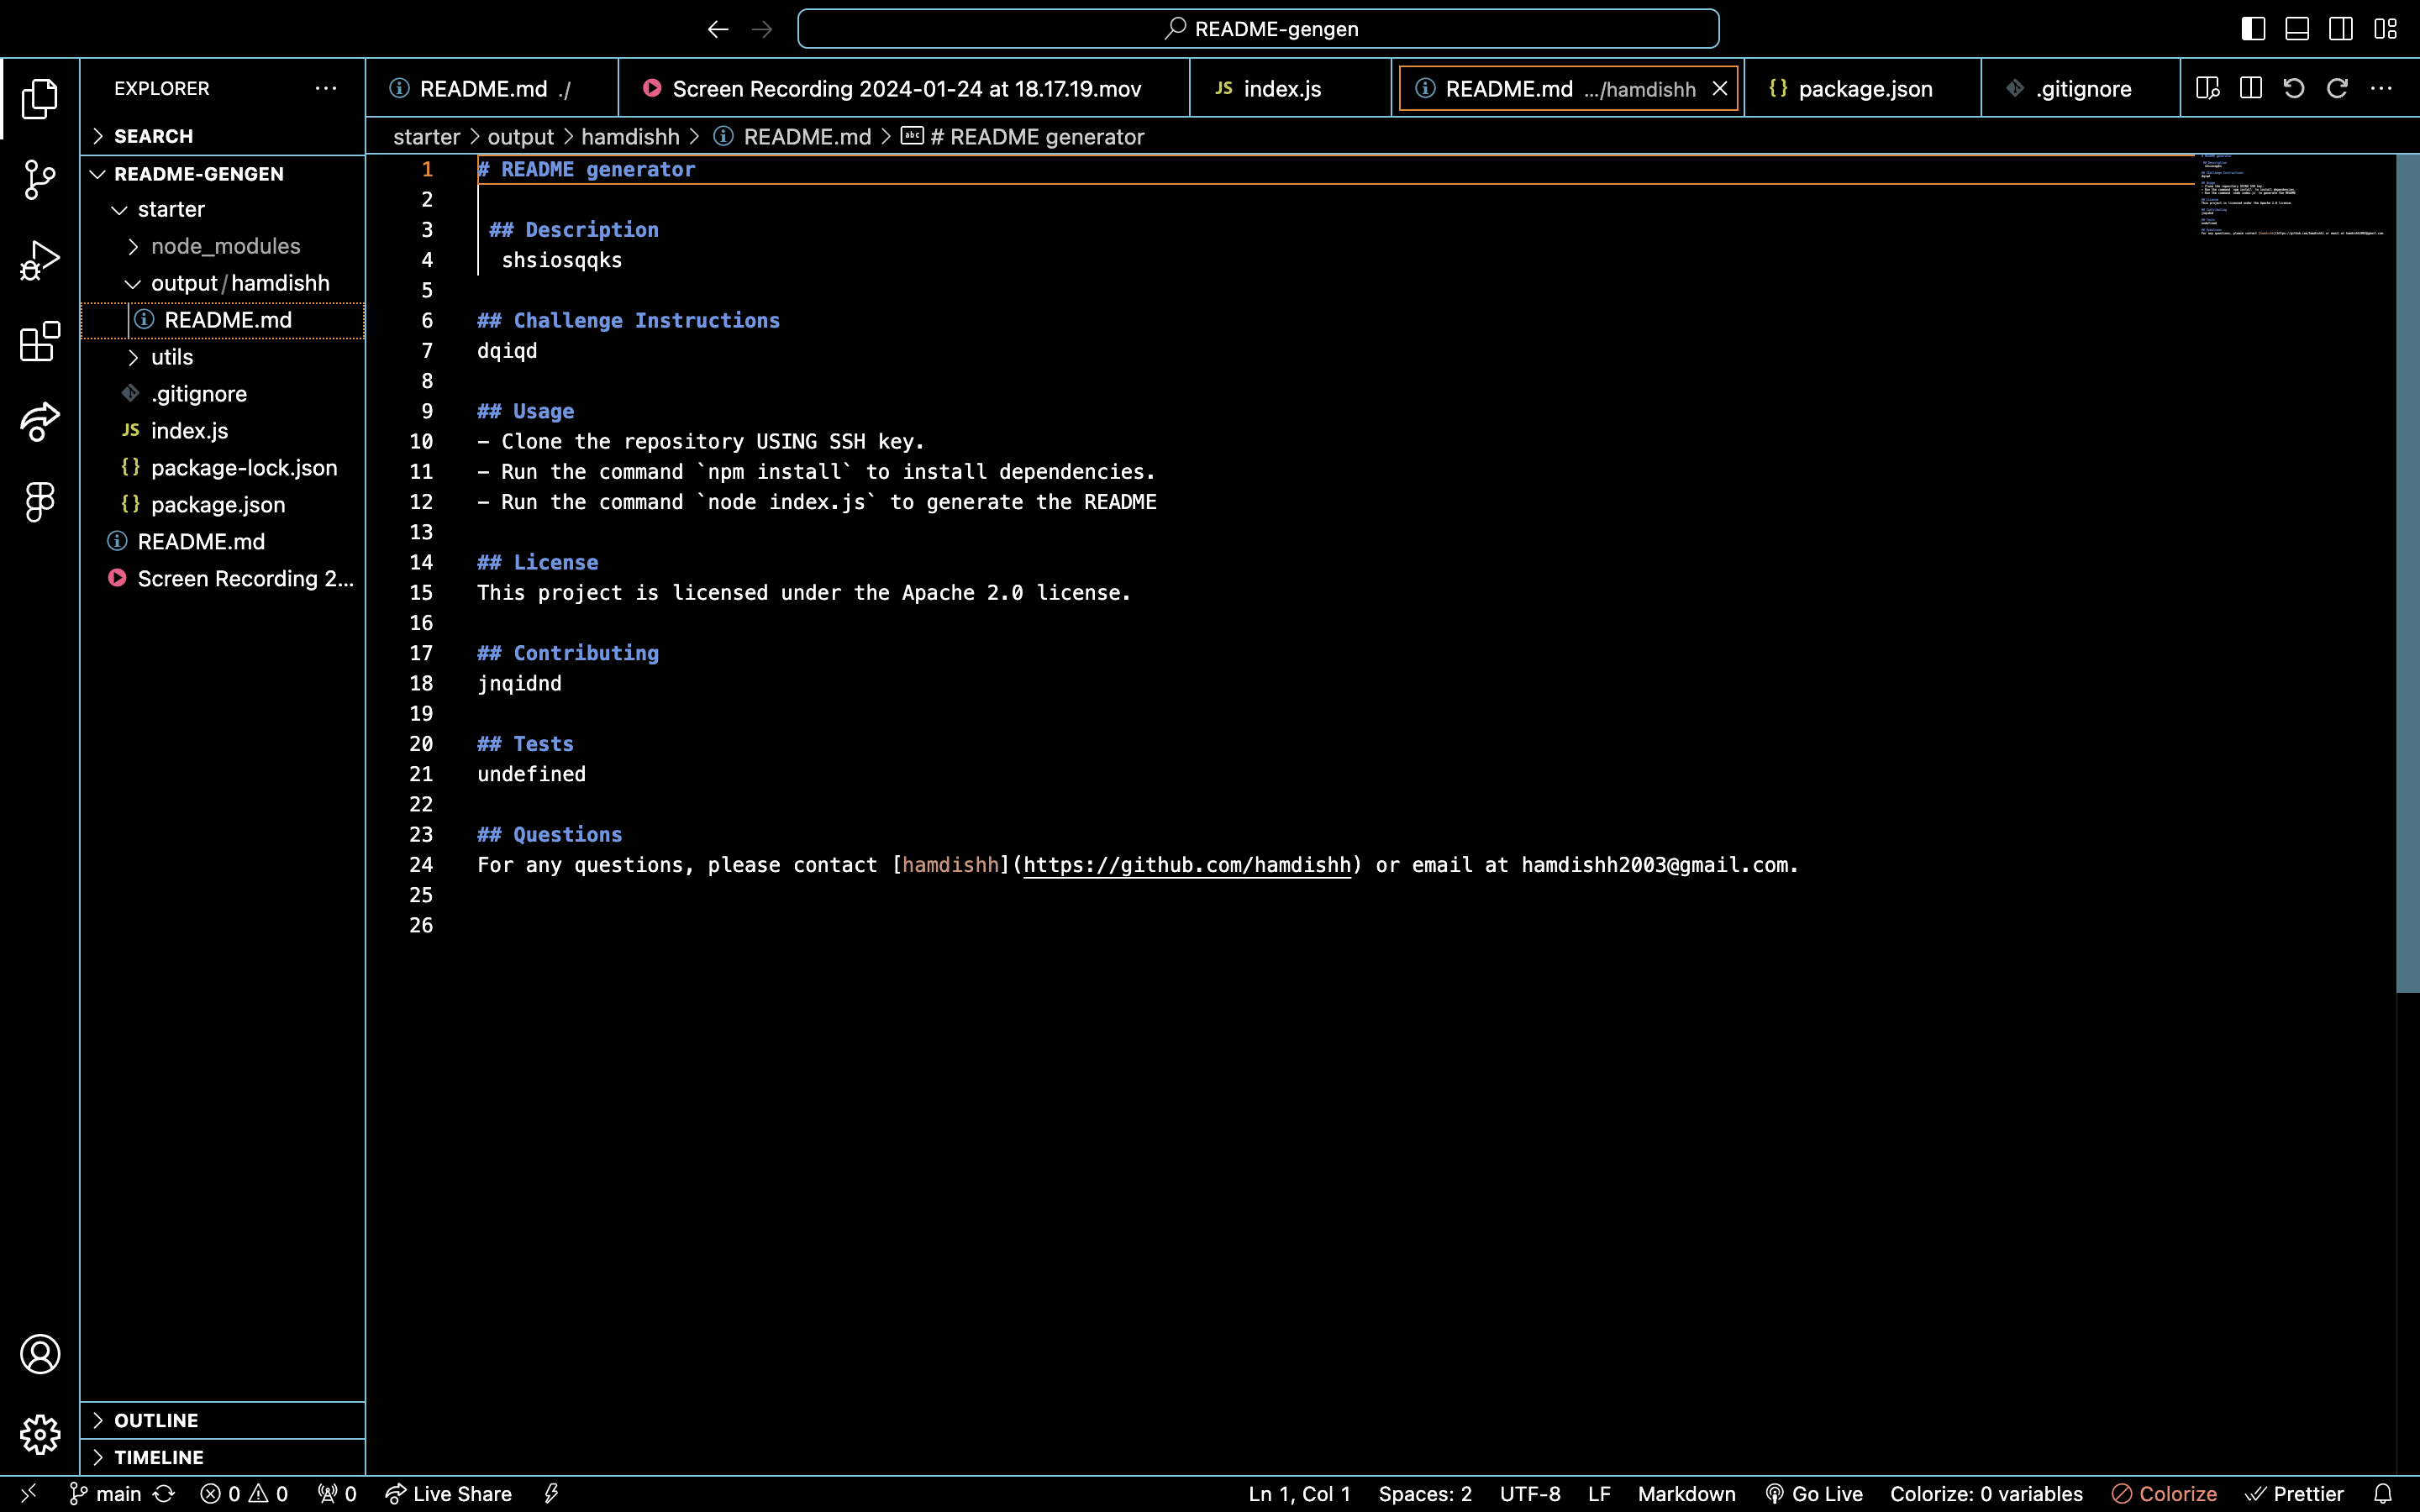 README-gengen
EXPLORER
README.md ./
Screen Recording 2024-01-24 at 18.17.19.mov
JS index.js
README.md .../hamdishh
{} package.json
.gitignore
SEARCH
starter > output > hamdishh > README.md > abc # README generator
README-GENGEN
starter
node_modules
output/hamdishh
README.md
utils
.gitignore
JS index.js
{} package-lock.json
{} package.json
README.md
Screen Recording 2...
1 # README generator
2
3 ## Description
4 shsiosqqks
5
6 ## Challenge Instructions
7 dqiqd
8
9 ## Usage
10 - Clone the repository USING SSH key.
11 - Run the command `npm install` to install dependencies.
12 - Run the command `node index.js` to generate the README
13
14 ## License
15 This project is licensed under the Apache 2.0 license.
16
17 ## Contributing
18 jnqidnd
19
20 ## Tests
21 undefined
22
23 ## Questions
24 For any questions, please contact [hamdishh](https://github.com/hamdishh) or email at hamdishh2003@gmail.com.
25
26
OUTLINE
TIMELINE
main 0 0 0 Live Share Ln 1, Col 1 Spaces: 2 UTF-8 LF Markdown Go Live Colorize: 0 variables Colorize Prettier